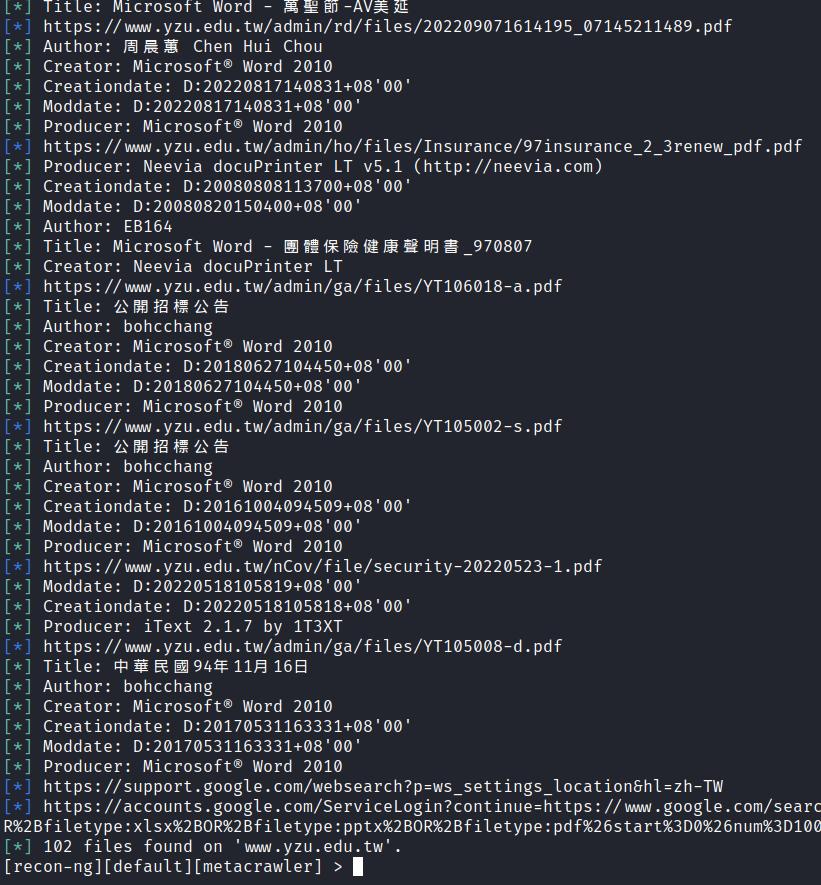 [*] Title: Microsoft Word - 萬聖節-AV美延
[*] https://www.yzu.edu.tw/admin/rd/files/202209071614195_07145211489.pdf
[*] Author: 周晨蕙 Chen Hui Chou
[*] Creator: Microsoft® Word 2010
[*] Creationdate: D:20220817140831+08'00'
[*] Moddate: D:20220817140831+08'00'
[*] Producer: Microsoft® Word 2010
[*] https://www.yzu.edu.tw/admin/ho/files/Insurance/97insurance_2_3renew_pdf.pdf
[*] Producer: Neevia docuPrinter LT v5.1 (http://neevia.com)
[*] Creationdate: D:20080808113700+08'00'
[*] Moddate: D:20080820150400+08'00'
[*] Author: EB164
[*] Title: Microsoft Word - 團體保險健康聲明書_970807
[*] Creator: Neevia docuPrinter LT
[*] https://www.yzu.edu.tw/admin/ga/files/YT106018-a.pdf
[*] Title: 公開招標公告
[*] Author: bohcchang
[*] Creator: Microsoft® Word 2010
[*] Creationdate: D:20180627104450+08'00'
[*] Moddate: D:20180627104450+08'00'
[*] Producer: Microsoft® Word 2010
[*] https://www.yzu.edu.tw/admin/ga/files/YT105002-s.pdf
[*] Title: 公開招標公告
[*] Author: bohcchang
[*] Creator: Microsoft® Word 2010
[*] Creationdate: D:20161004094509+08'00'
[*] Moddate: D:20161004094509+08'00'
[*] Producer: Microsoft® Word 2010
[*] https://www.yzu.edu.tw/nCov/file/security-20220523-1.pdf
[*] Moddate: D:20220518105819+08'00'
[*] Creationdate: D:20220518105818+08'00'
[*] Producer: iText 2.1.7 by 1T3XT
[*] https://www.yzu.edu.tw/admin/ga/files/YT105008-d.pdf
[*] Title: 中華民國94年11月16日
[*] Author: bohcchang
[*] Creator: Microsoft® Word 2010
[*] Creationdate: D:20170531163331+08'00'
[*] Moddate: D:20170531163331+08'00'
[*] Producer: Microsoft® Word 2010
[*] https://support.google.com/websearch?p=ws_settings_location&hl=zh-TW
[*] https://accounts.google.com/ServiceLogin?continue=https://www.google.com/searc
R%2Bfiletype:xlsx%2BOR%2Bfiletype:pptx%2BOR%2Bfiletype:pdf%26start%3D0%26num%3D100
[*] 102 files found on 'www.yzu.edu.tw'.
[recon-ng][default][metacrawler] >